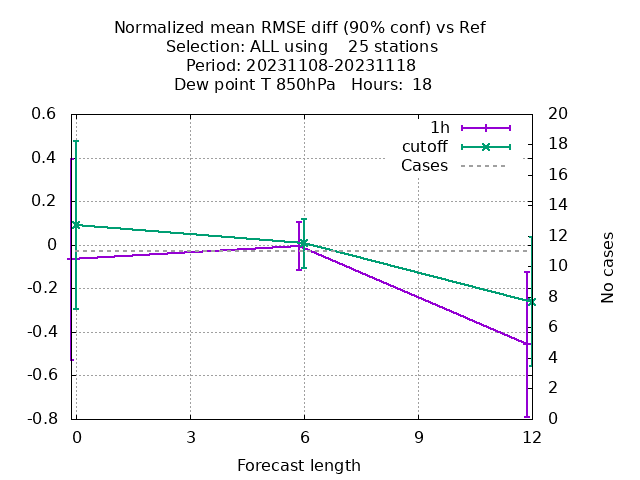 Normalized mean RMSE diff (90% conf) vs Ref
Selection: ALL using    25 stations
Period: 20231108-20231118
Dew point T 850hPa   Hours:  18
1h
cutoff
Cases
0.6
0.4
0.2
0
-0.2
-0.4
-0.6
-0.8
20
18
16
14
12
10
8
6
4
2
0
No cases
0 3 6 9 12
Forecast length